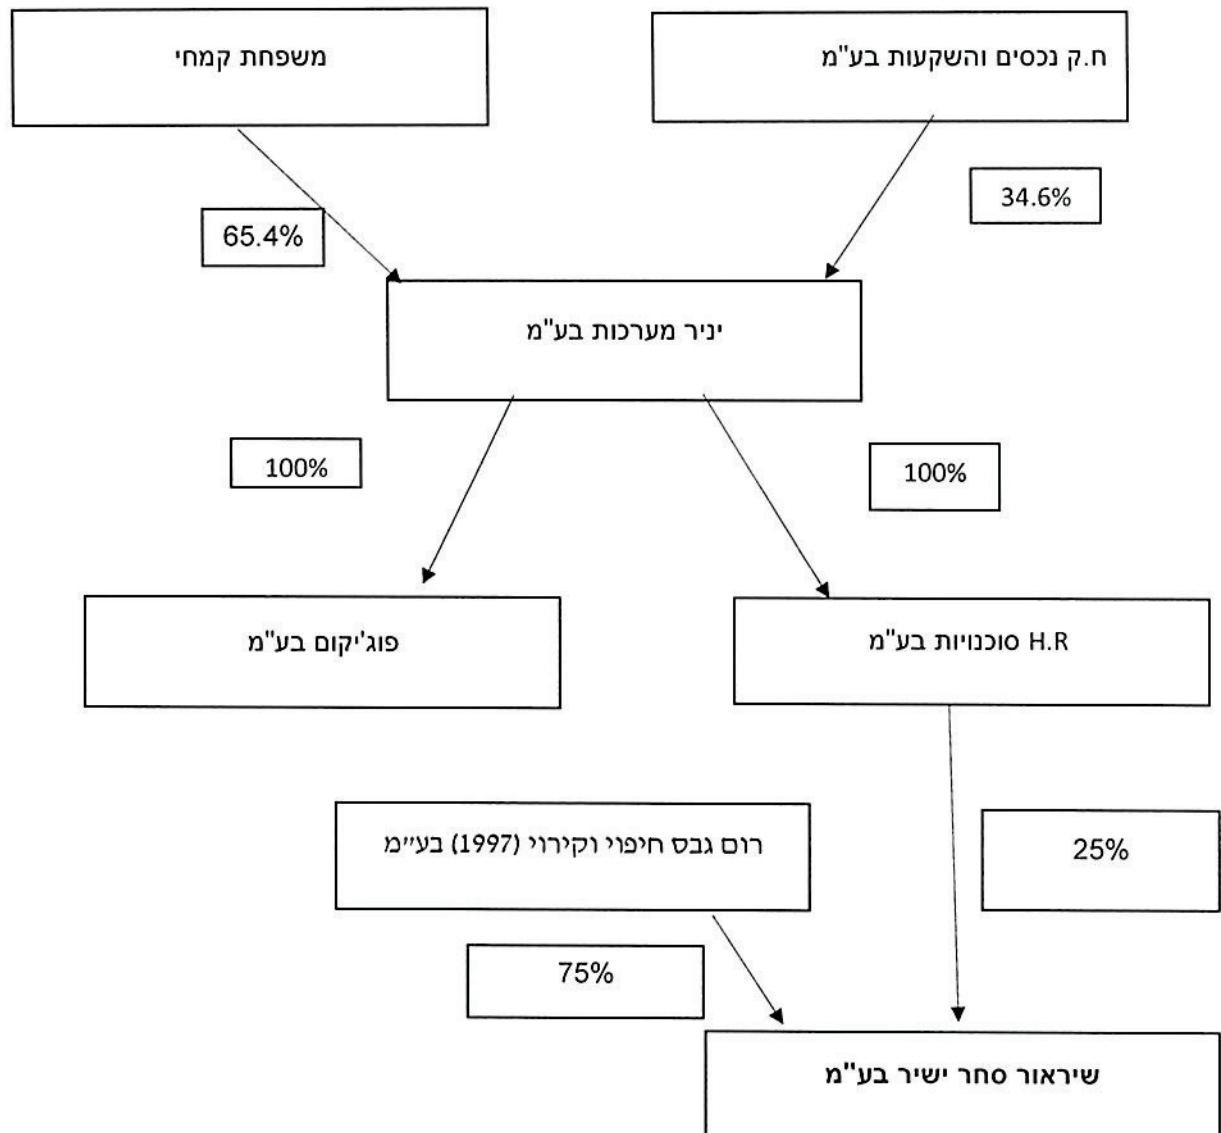 משפחת קמחי
ח.ק נכסים והשקעות בע"מ
65.4%
34.6%
יניר מערכות בע"מ
100%
100%
פוג'יקום בע"מ
H.R סוכנויות בע"מ
רום גבס חיפוי וקירוי (1997) בע"מ
25%
75%
שיראור סחר ישיר בע"מ